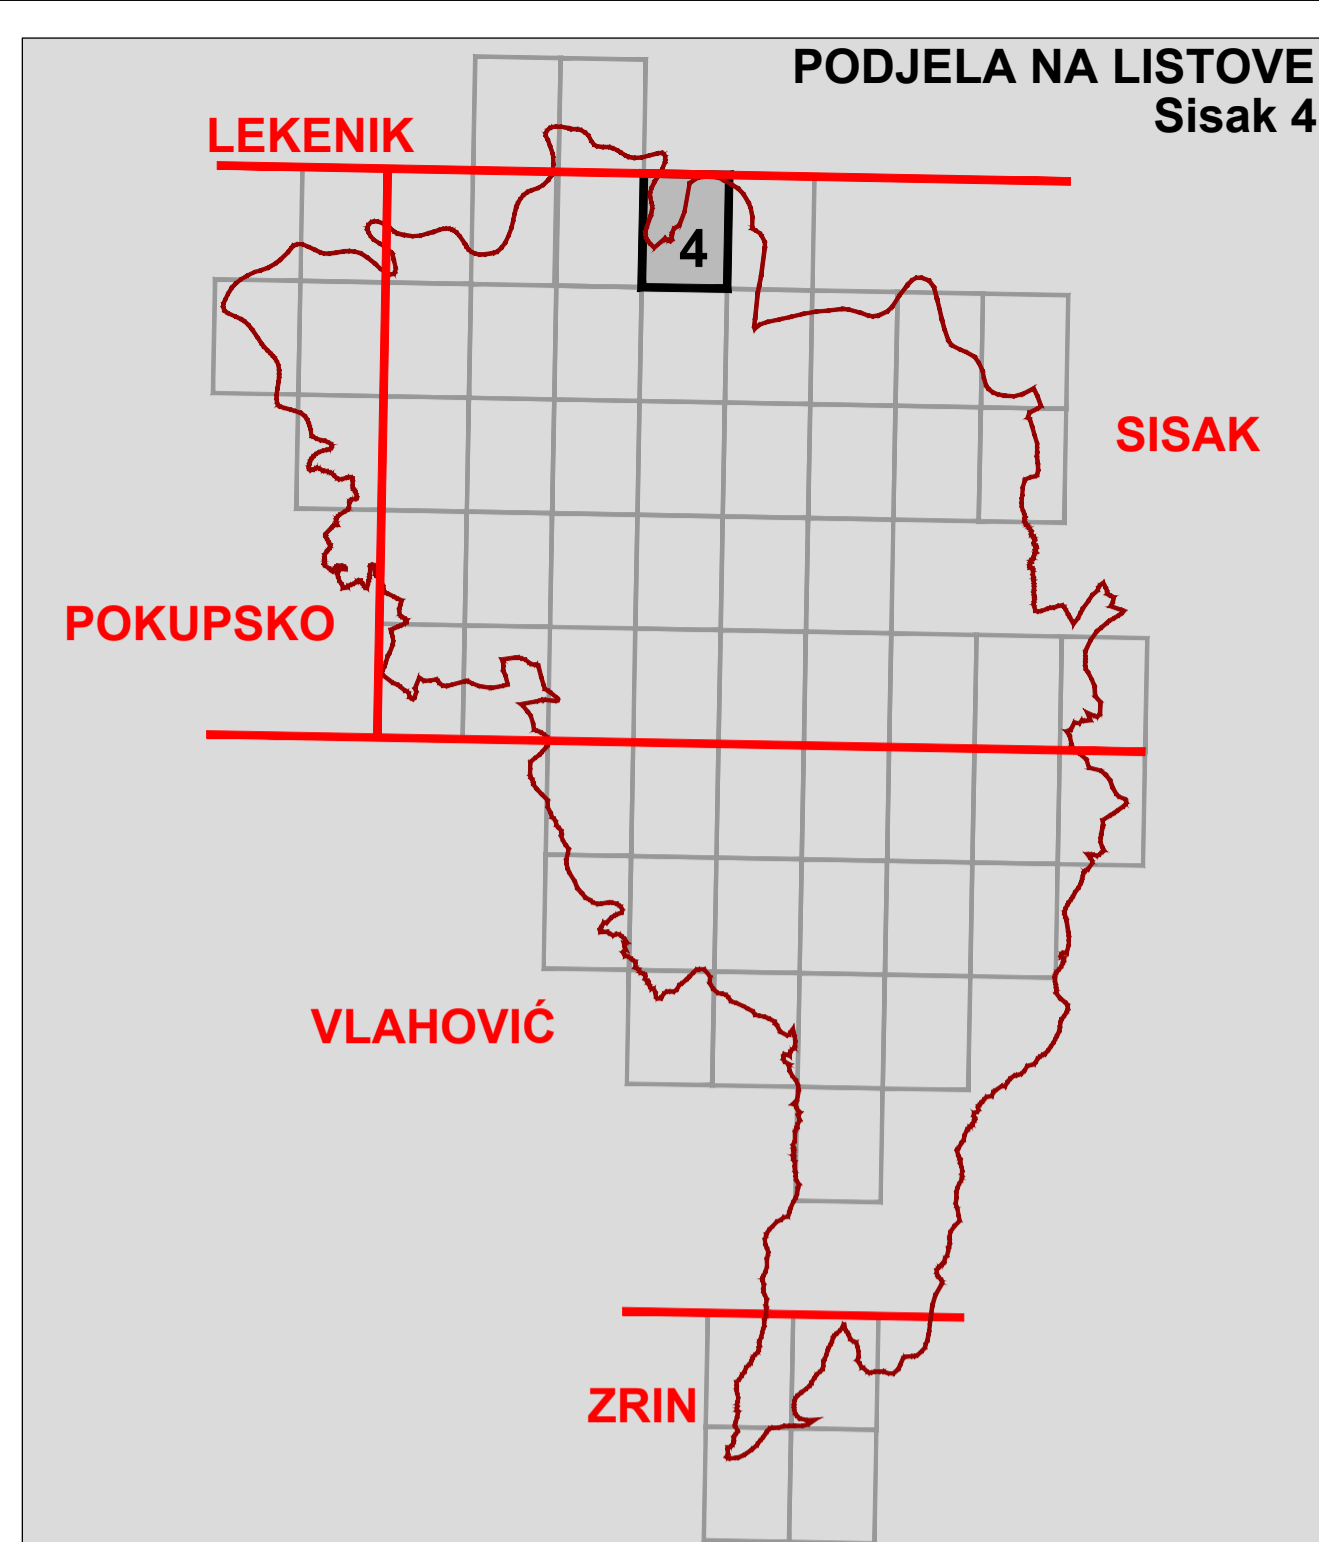 PODJELA NA LISTOVE
Sisak 4
LEKENIK
4
SISAK
POKUPSKO
VLAHOVIĆ
ZRIN